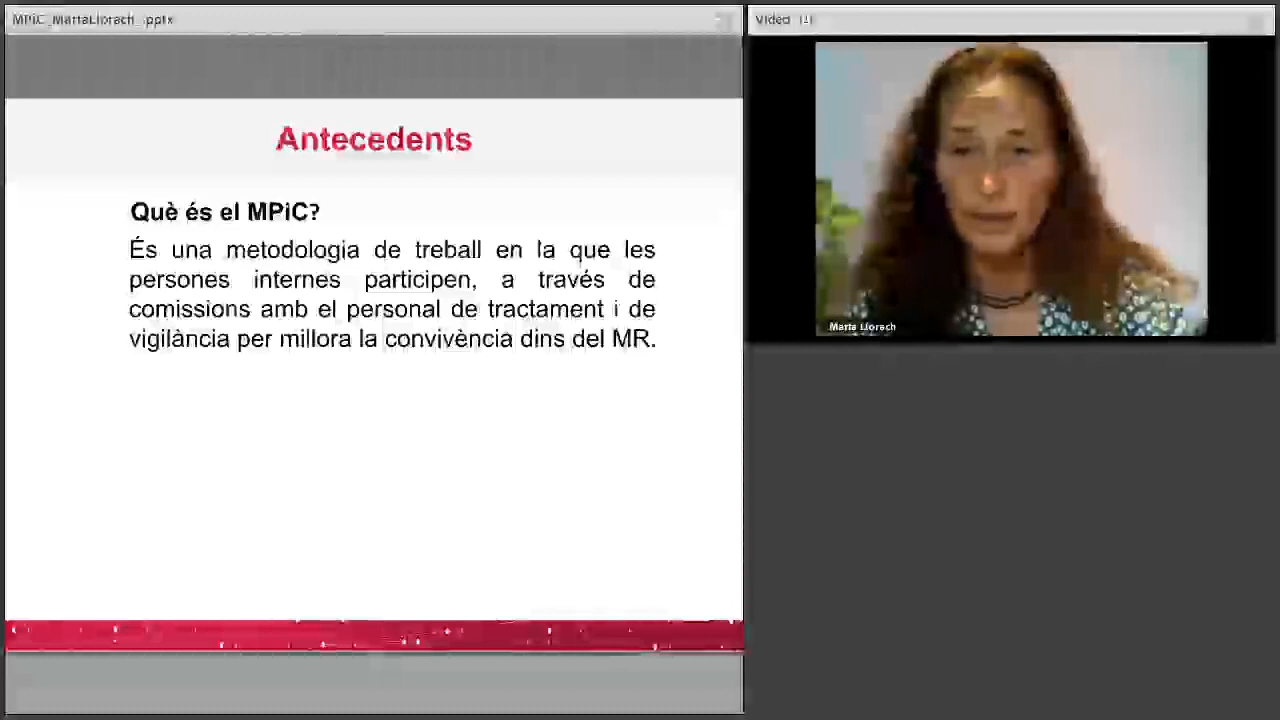 MPiC_MartaLlorach_.pptx
Video (1)
Antecedents
Què és el MPiC?
És una metodologia de treball en la que les
persones internes participen, a través de
comissions amb el personal de tractament i de
vigilància per millora la convivència dins del MR.
Marta Llorach